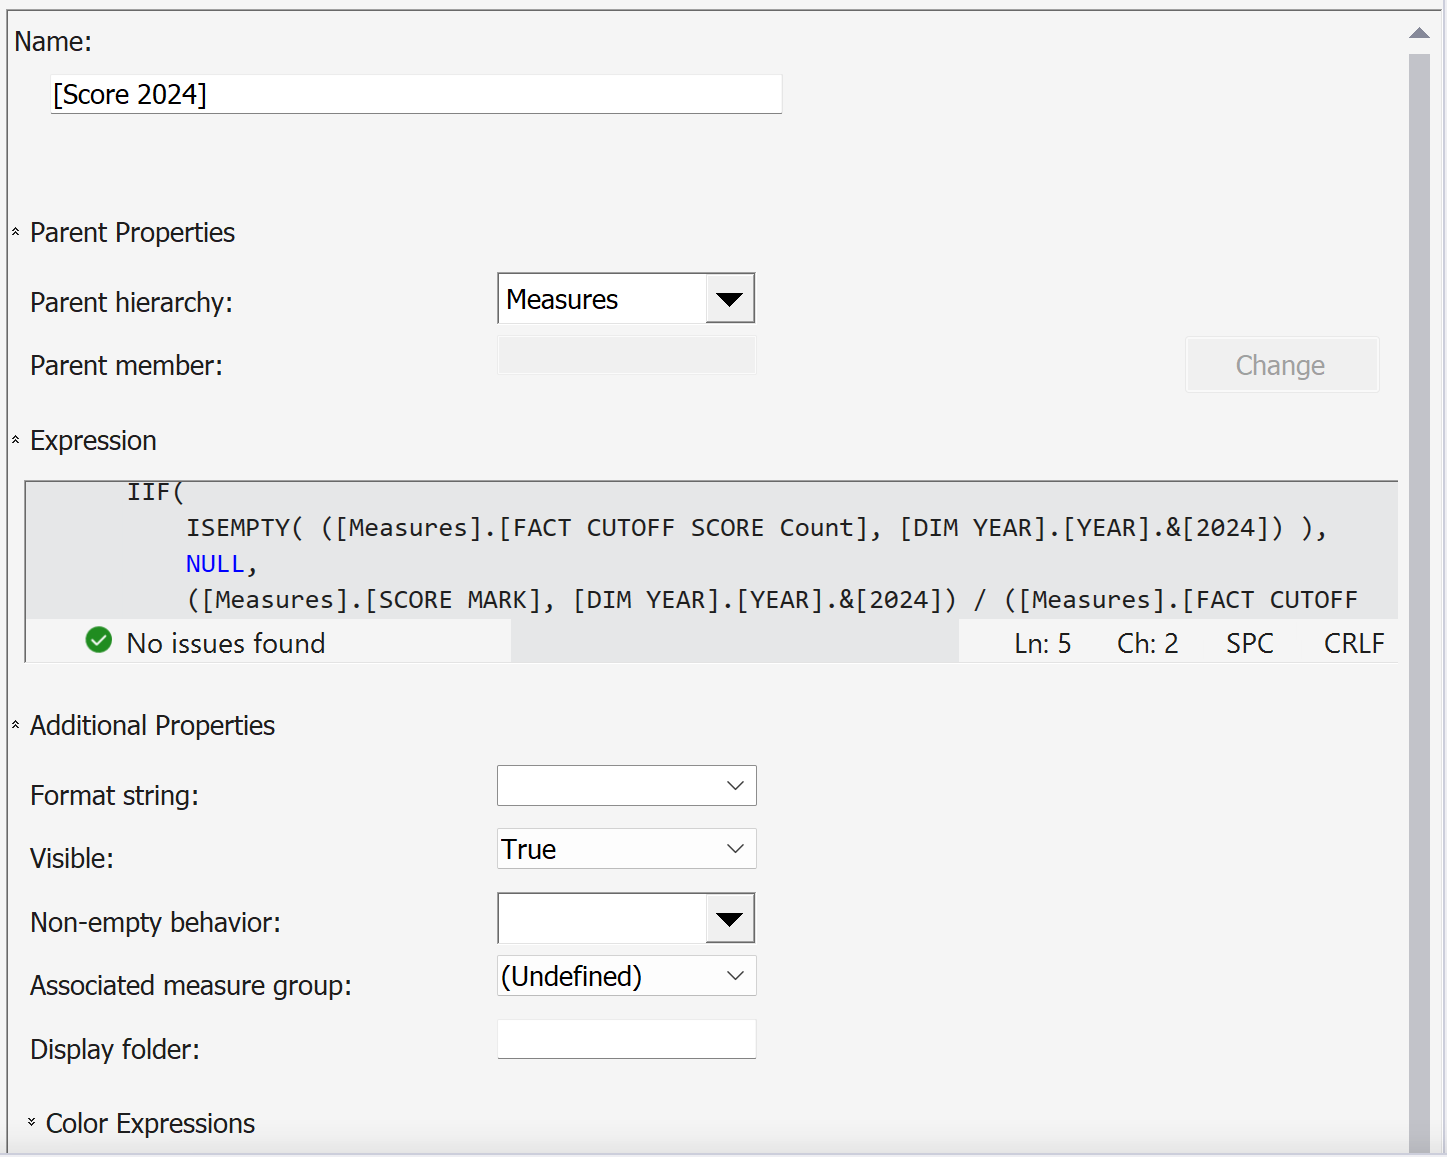 Name:
[Score 2024]
Parent Properties
Parent hierarchy: Measures
Parent member: Change
Expression
IIF(
ISEMPTY( ([Measures].[FACT CUTOFF SCORE Count], [DIM YEAR].[YEAR].&[2024]) ),
NULL,
([Measures].[SCORE MARK], [DIM YEAR].[YEAR].&[2024]) / ([Measures].[FACT CUTOFF
No issues found Ln: 5 Ch: 2 SPC CRLF
Additional Properties
Format string:
Visible: True
Non-empty behavior:
Associated measure group: (Undefined)
Display folder:
Color Expressions